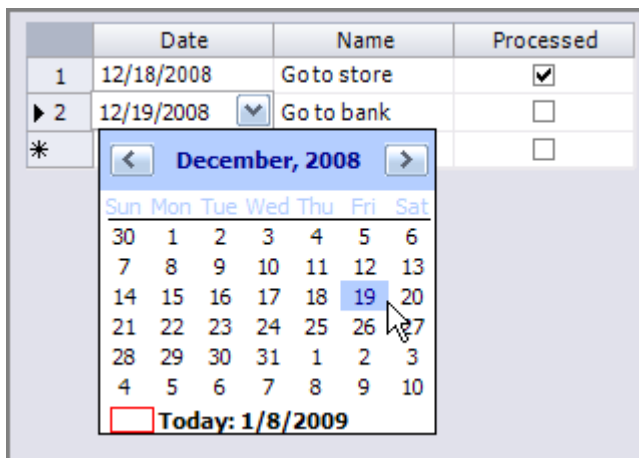 Date Name Processed
1 12/18/2008 Go to store
2 12/19/2008 Go to bank
December, 2008
Sun Mon Tue Wed Thu Fri Sat
30 1 2 3 4 5 6
7 8 9 10 11 12 13
14 15 16 17 18 19 20
21 22 23 24 25 26 27
28 29 30 31 1 2 3
4 5 6 7 8 9 10
Today: 1/8/2009